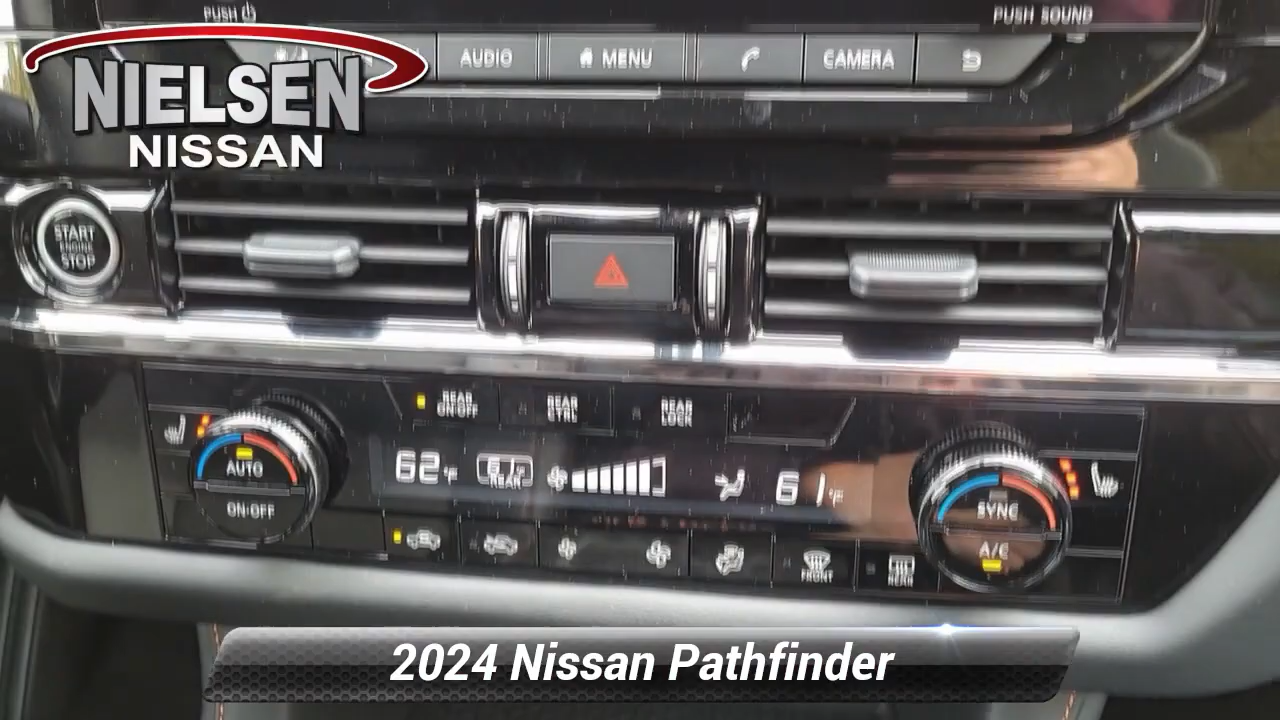 PUSH
PUSH SOUND
AUDIO
MENU
CAMERA
NIELSEN
NISSAN
START
ENGINE
STOP
REAR
ON·OFF
REAR
CTRL
REAR
LOCK
AUTO
ON·OFF
62°F
REAR
61°F
SYNC
A/C
FRONT
REAR
2024 Nissan Pathfinder